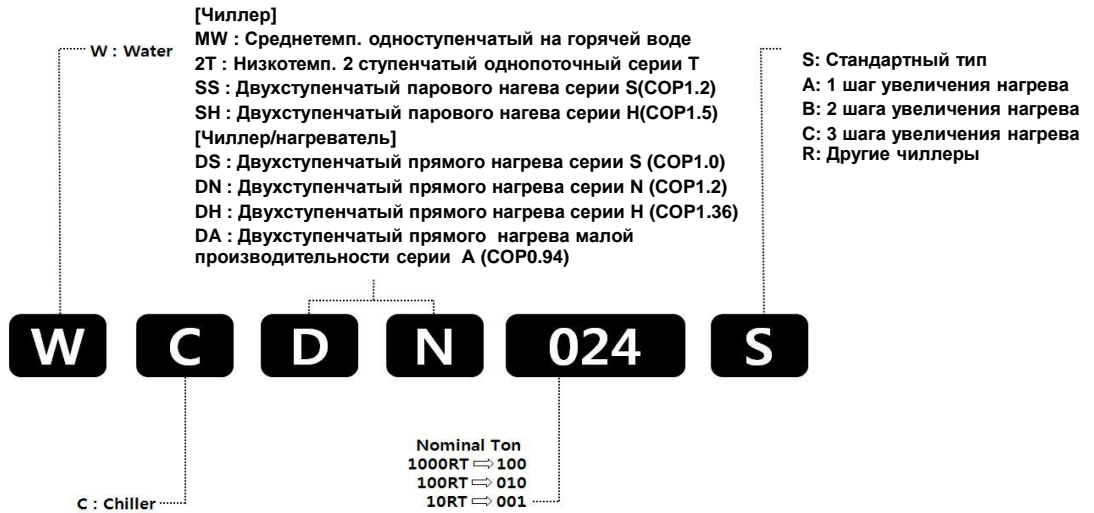 [Чиллер]
W : Water
MW : Среднетемп. одноступенчатый на горячей воде
2T : Низкотемп. 2 ступенчатый однопоточный серии T
SS : Двухступенчатый парового нагева серии S(COP1.2)
SH : Двухступенчатый парового нагева серии H(COP1.5)
[Чиллер/нагреватель]
DS : Двухступенчатый прямого нагрева серии S (COP1.0)
DN : Двухступенчатый прямого нагрева серии N (COP1.2)
DH : Двухступенчатый прямого нагрева серии H (COP1.36)
DA : Двухступенчатый прямого нагрева малой
производительности серии A (COP0.94)
S: Стандартный тип
A: 1 шаг увеличения нагрева
B: 2 шага увеличения нагрева
C: 3 шага увеличения нагрева
R: Другие чиллеры
W C D N 024 S
Nominal Ton
1000RT ⇨ 100
100RT ⇨ 010
10RT ⇨ 001
C : Chiller